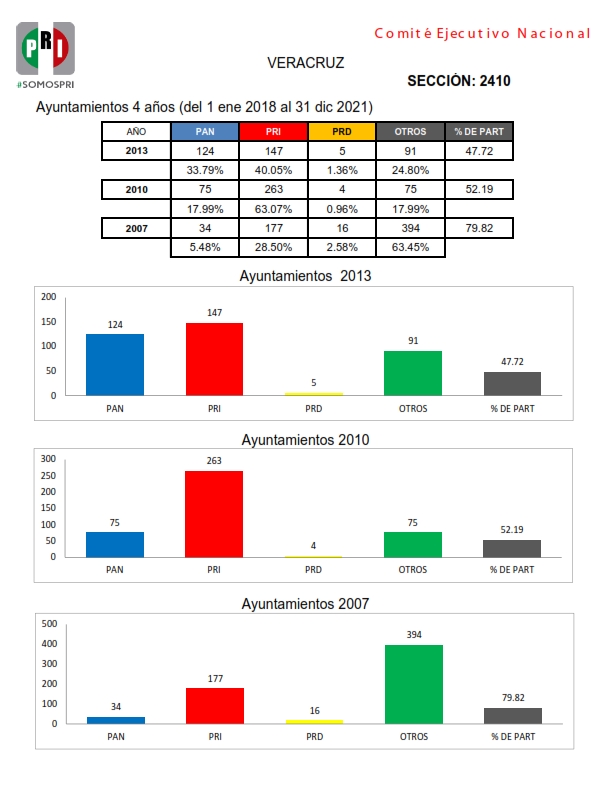 Comité Ejecutivo Nacional
PRI
#SOMOSPRI
VERACRUZ
SECCIÓN: 2410
Ayuntamientos 4 años (del 1 ene 2018 al 31 dic 2021)
AÑO PAN PRI PRD OTROS % DE PART
2013 124 147 5 91 47.72
33.79% 40.05% 1.36% 24.80%
2010 75 263 4 75 52.19
17.99% 63.07% 0.96% 17.99%
2007 34 177 16 394 79.82
5.48% 28.50% 2.58% 63.45%
Ayuntamientos 2013
200
150
100
50
0
124 147 5 91 47.72
PAN PRI PRD OTROS % DE PART
Ayuntamientos 2010
300
250
200
150
100
50
0
75 263 4 75 52.19
PAN PRI PRD OTROS % DE PART
Ayuntamientos 2007
500
400
300
200
100
0
34 177 16 394 79.82
PAN PRI PRD OTROS % DE PART